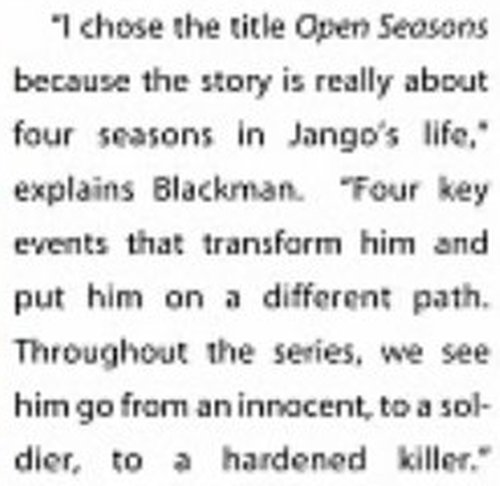 "I chose the title Open Seasons
because the story is really about
four seasons in Jango's life,"
explains Blackman. "Four key
events that transform him and
put him on a different path.
Throughout the series, we see
him go from an innocent, to a sol-
dier, to a hardened killer."